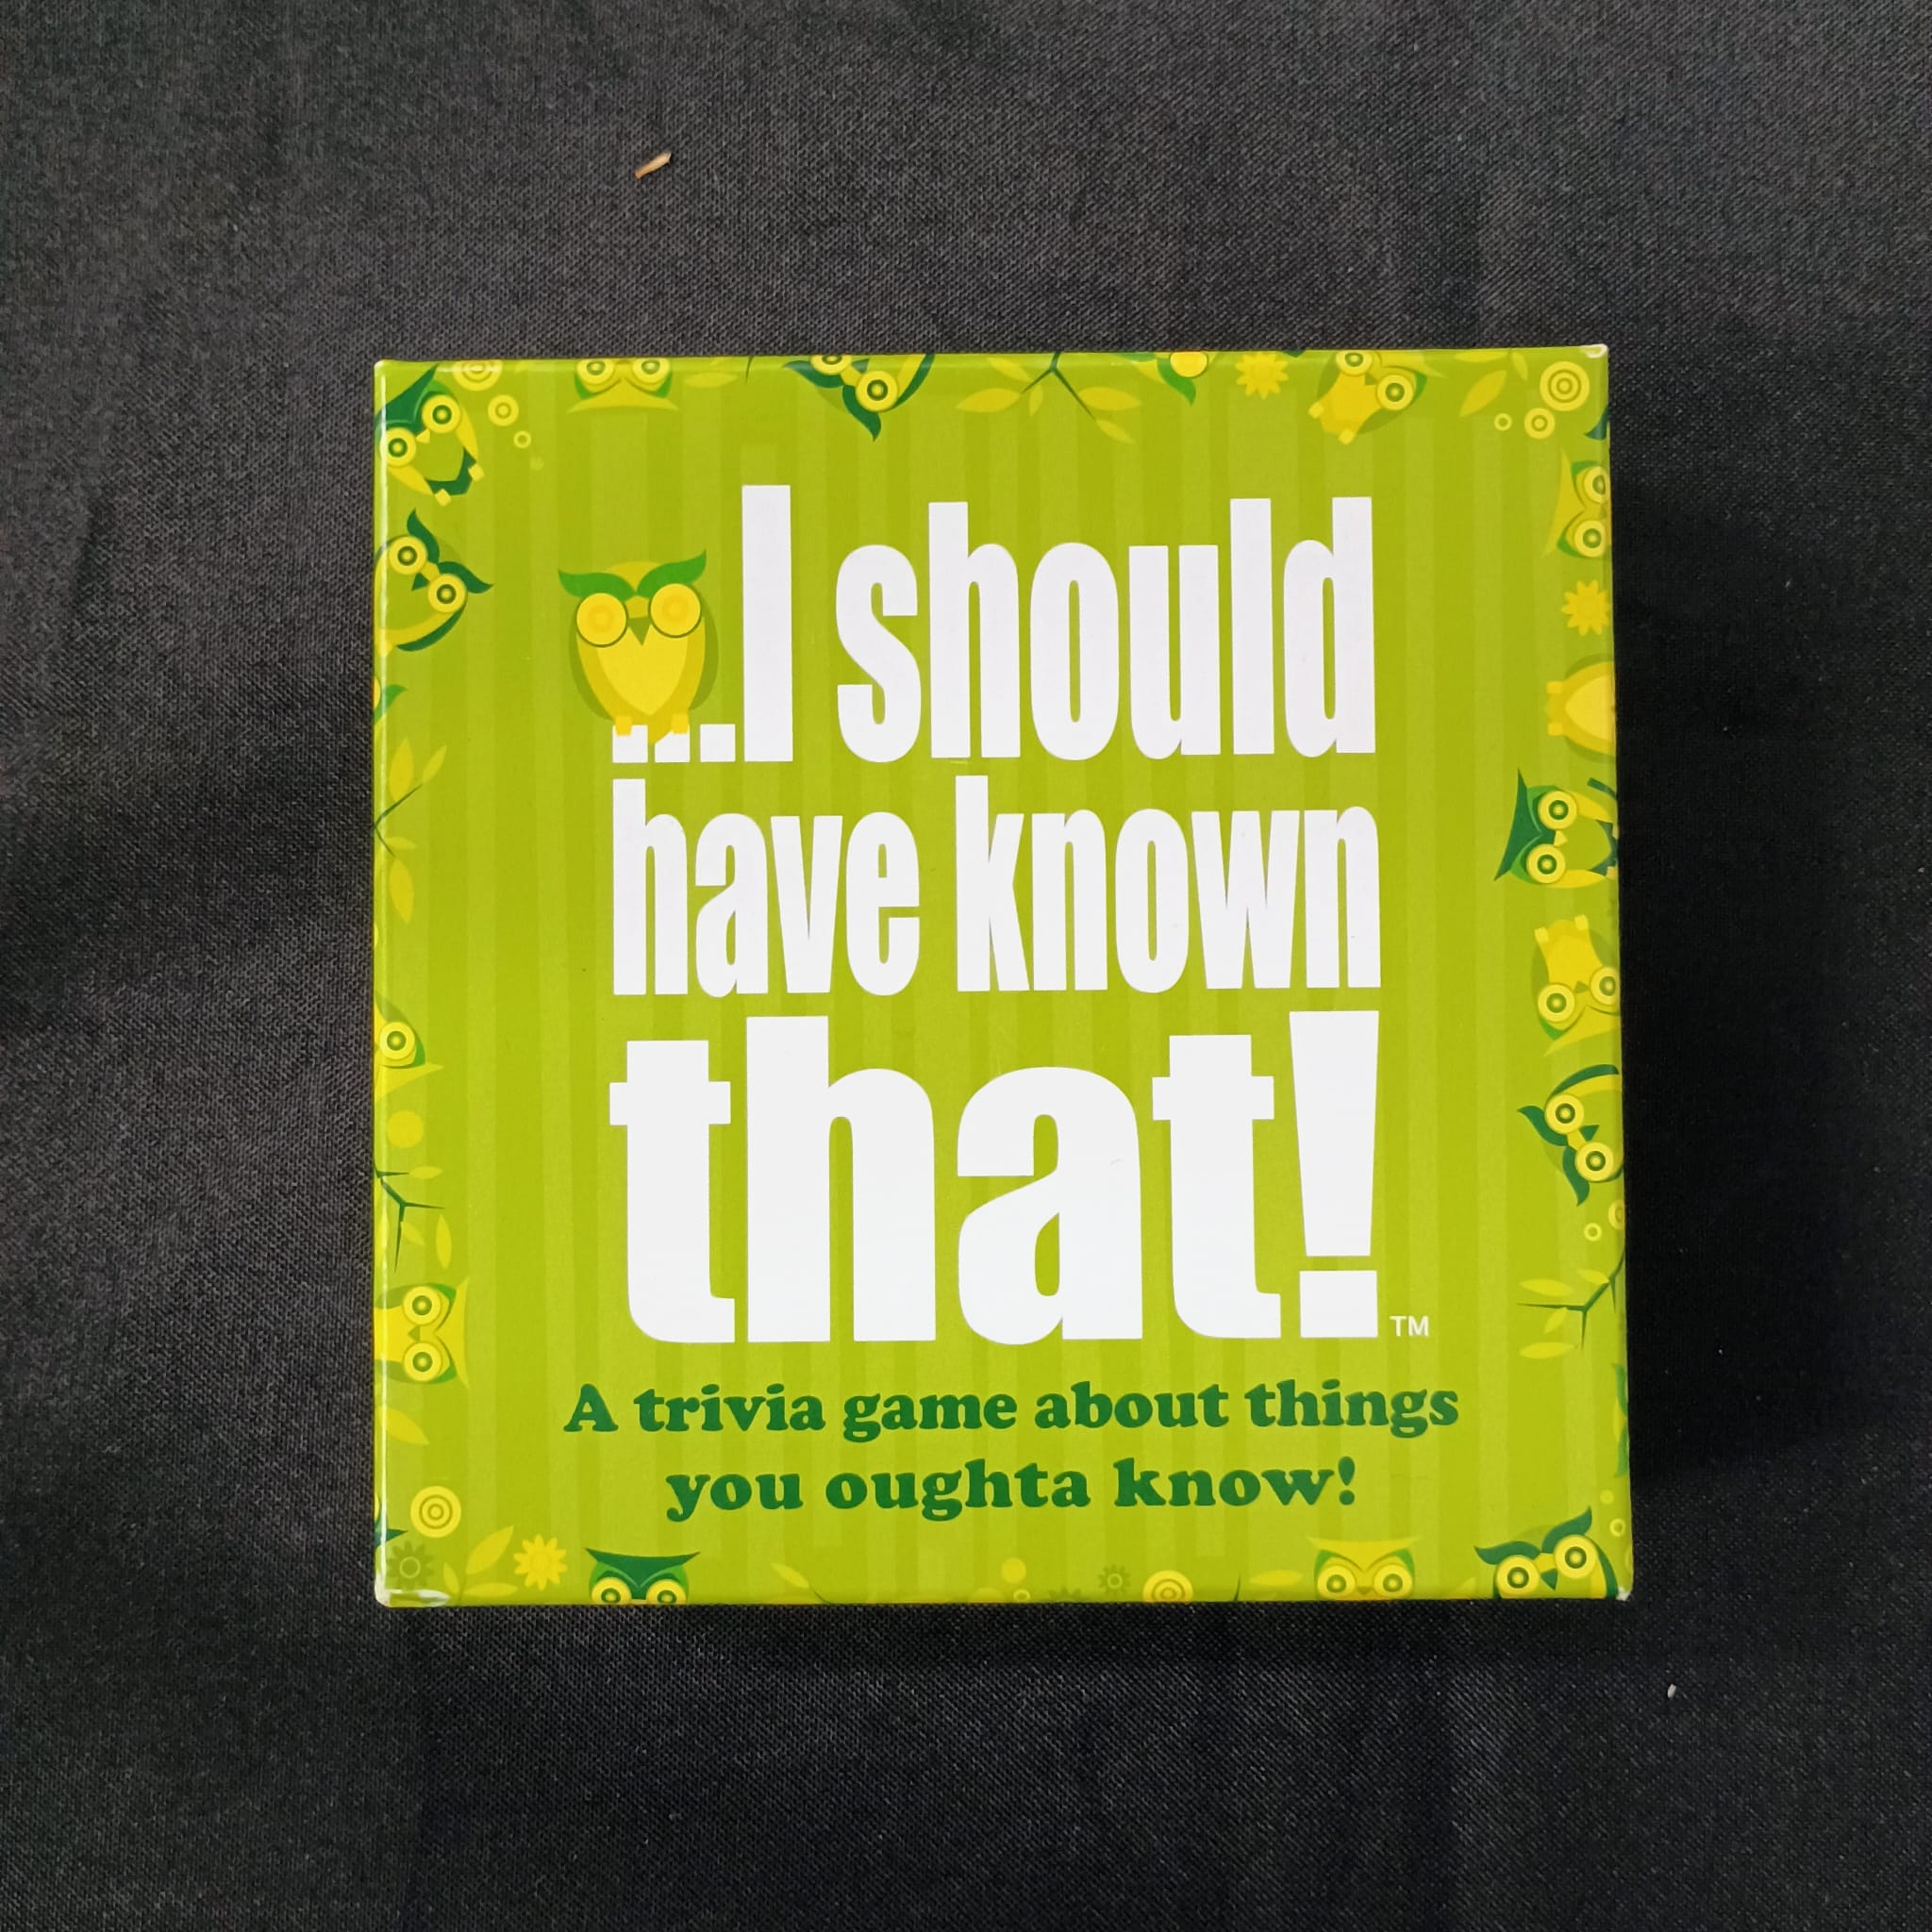 ...I should
have known
that!™
A trivia game about things
you oughta know!